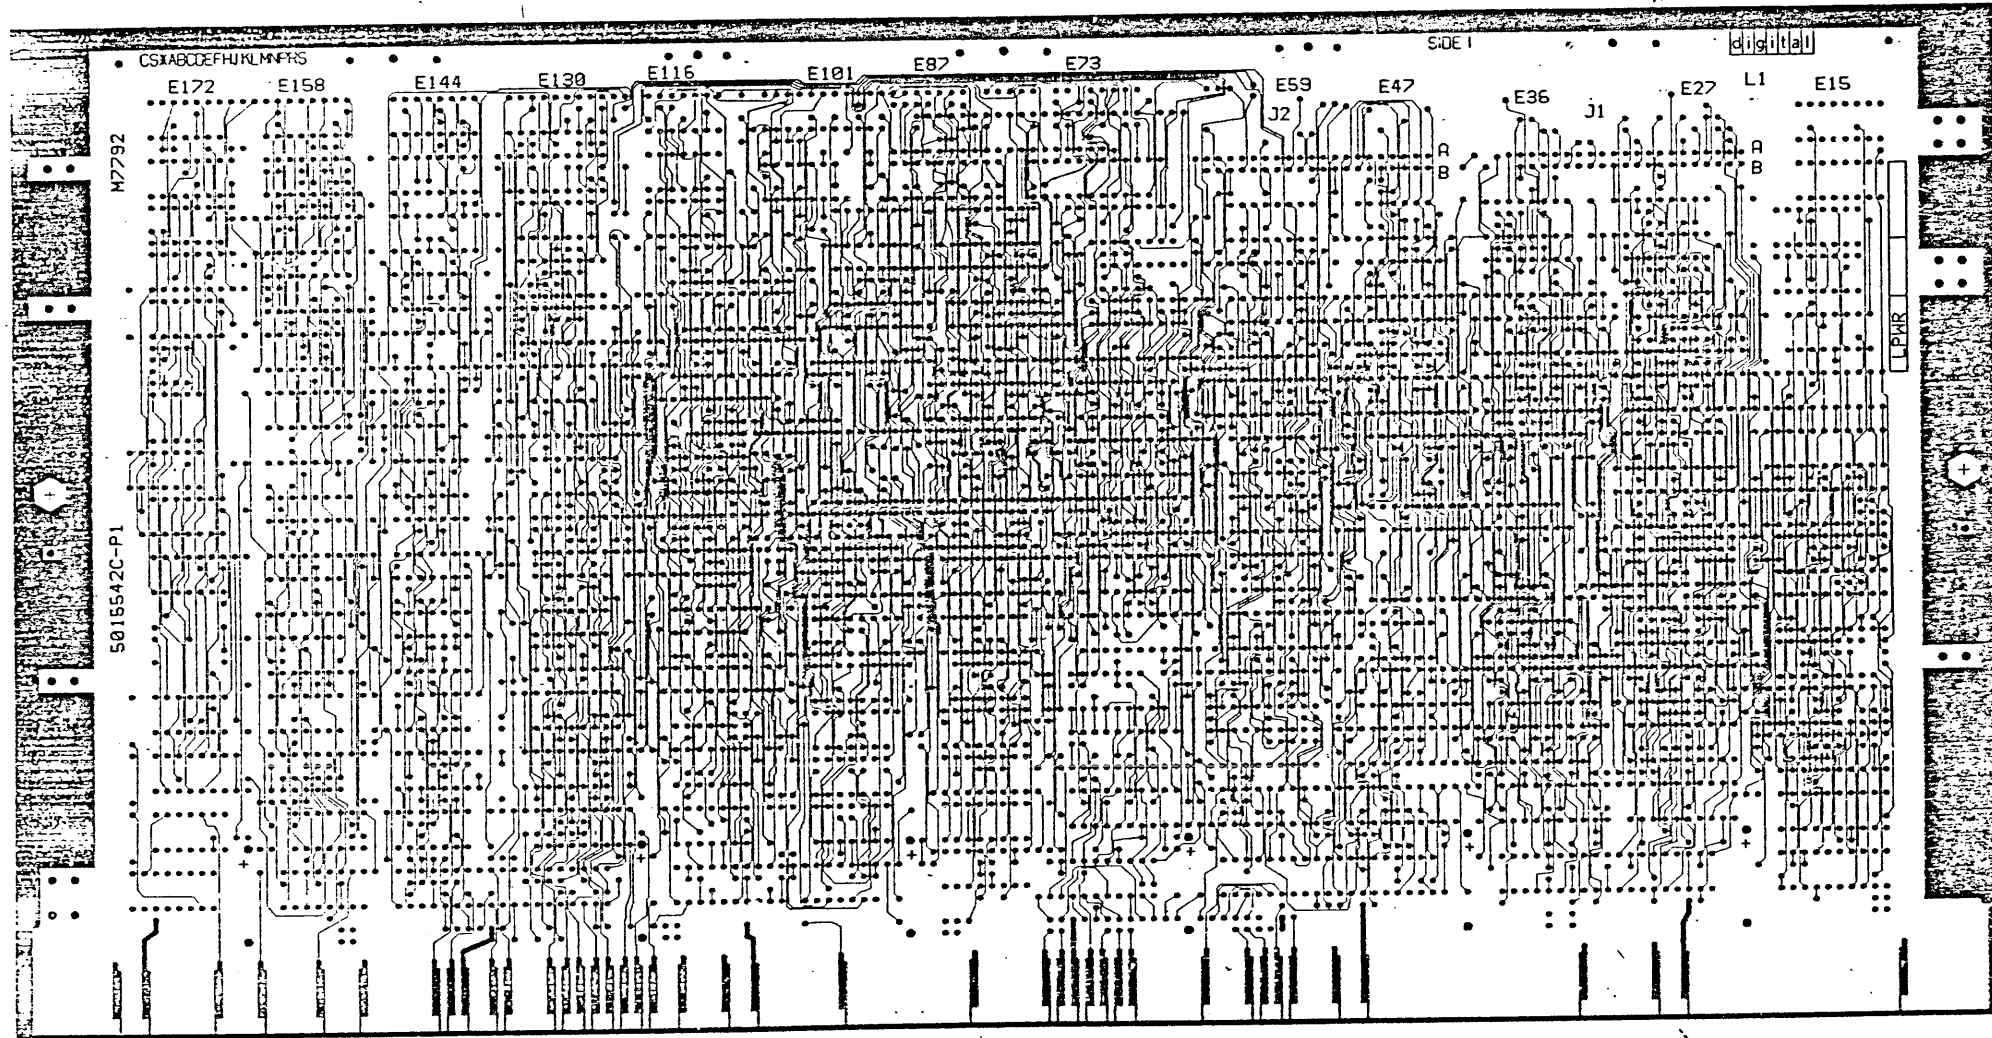 SIDE 1
digital
CSXABCDEFHJKLMNPRS
E172 E158 E144 E130 E116 E101 E87 E73 E59 E47 E36 E27 E15
J2 J1 L1
M7792
A
B
A
B
LPWR
5016542C-P1
+
+
+
+
+
+
+
+